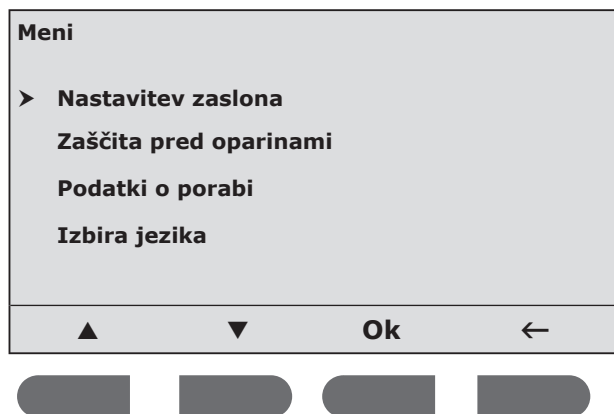 Meni
➤ Nastavitev zaslona
Zaščita pred oparinami
Podatki o porabi
Izbira jezika
▲ ▼ Ok ←